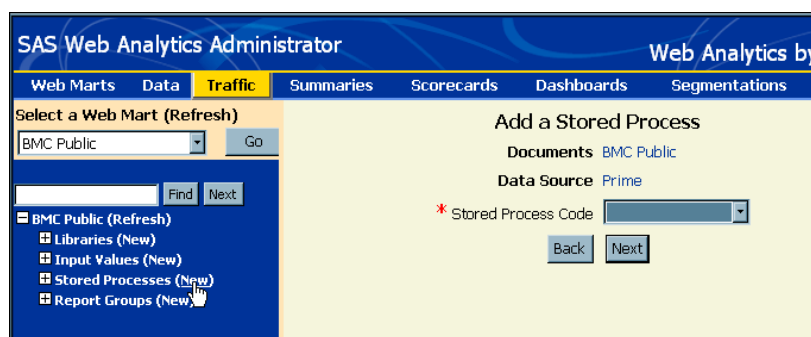 SAS Web Analytics Administrator
Web Analytics by
Web Marts Data Traffic Summaries Scorecards Dashboards Segmentations
Select a Web Mart (Refresh)
BMC Public Go
Find Next
BMC Public (Refresh)
Libraries (New)
Input Values (New)
Stored Processes (New)
Report Groups (New)
Add a Stored Process
Documents BMC Public
Data Source Prime
* Stored Process Code
Back Next